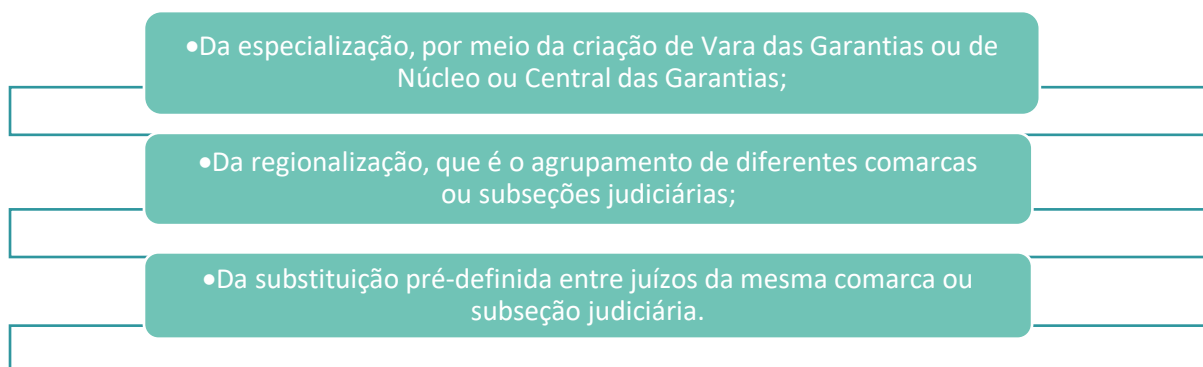 •Da especialização, por meio da criação de Vara das Garantias ou de
Núcleo ou Central das Garantias;
•Da regionalização, que é o agrupamento de diferentes comarcas
ou subseções judiciárias;
•Da substituição pré-definida entre juízos da mesma comarca ou
subseção judiciária.